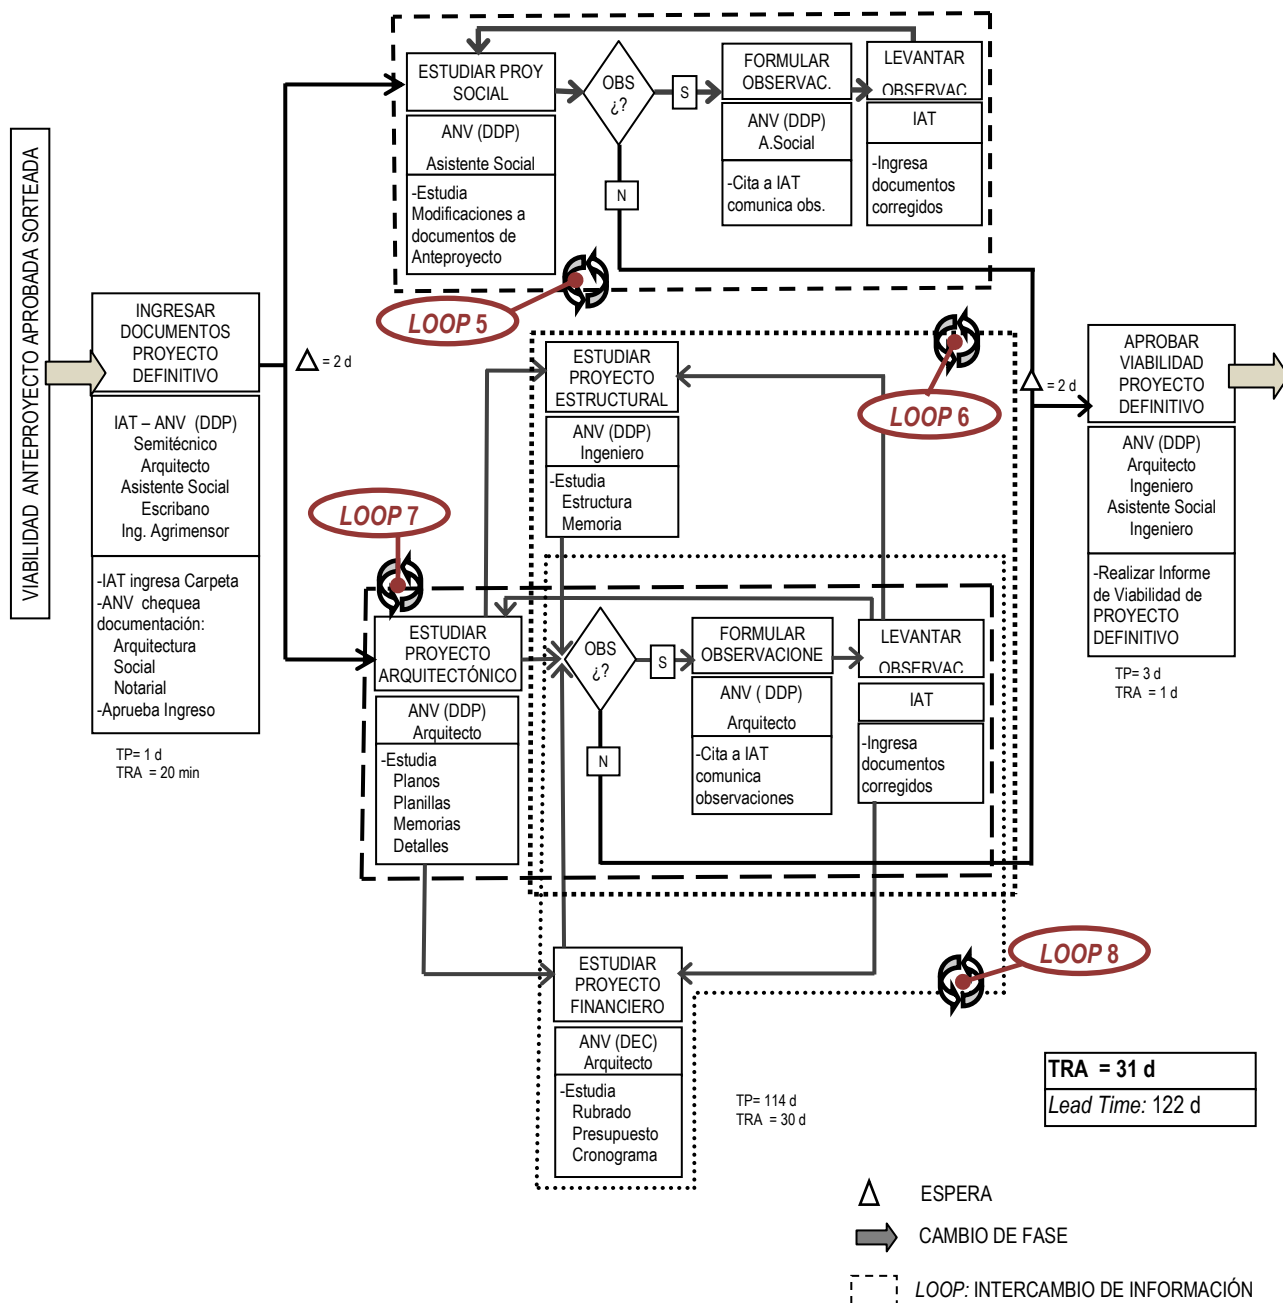 VIABILIDAD ANTEPROYECTO APROBADA SORTEADA
INGRESAR
DOCUMENTOS
PROYECTO
DEFINITIVO
IAT – ANV (DDP)
Semitécnico
Arquitecto
Asistente Social
Escribano
Ing. Agrimensor
-IAT ingresa Carpeta
-ANV chequea
documentación:
Arquitectura
Social
Notarial
-Aprueba Ingreso
TP= 1 d
TRA = 20 min
= 2 d
ESTUDIAR PROY
SOCIAL
ANV (DDP)
Asistente Social
-Estudia
Modificaciones a
documentos de
Anteproyecto
OBS
¿?
S
N
FORMULAR
OBSERVAC.
ANV (DDP)
A.Social
-Cita a IAT
comunica obs.
LEVANTAR
OBSERVAC
IAT
-Ingresa
documentos
corregidos
LOOP 5
LOOP 6
ESTUDIAR
PROYECTO
ESTRUCTURAL
ANV (DDP)
Ingeniero
-Estudia
Estructura
Memoria
LOOP 7
ESTUDIAR
PROYECTO
ARQUITECTÓNICO
ANV (DDP)
Arquitecto
-Estudia
Planos
Planillas
Memorias
Detalles
OBS
¿?
S
N
FORMULAR
OBSERVACIONE
ANV ( DDP)
Arquitecto
-Cita a IAT
comunica
observaciones
LEVANTAR
OBSERVAC
IAT
-Ingresa
documentos
corregidos
= 2 d
APROBAR
VIABILIDAD
PROYECTO
DEFINITIVO
ANV (DDP)
Arquitecto
Ingeniero
Asistente Social
Ingeniero
-Realizar Informe
de Viabilidad de
PROYECTO
DEFINITIVO
TP= 3 d
TRA = 1 d
LOOP 8
ESTUDIAR
PROYECTO
FINANCIERO
ANV (DEC)
Arquitecto
-Estudia
Rubrado
Presupuesto
Cronograma
TP= 114 d
TRA = 30 d
TRA = 31 d
Lead Time: 122 d
ESPERA
CAMBIO DE FASE
LOOP: INTERCAMBIO DE INFORMACIÓN